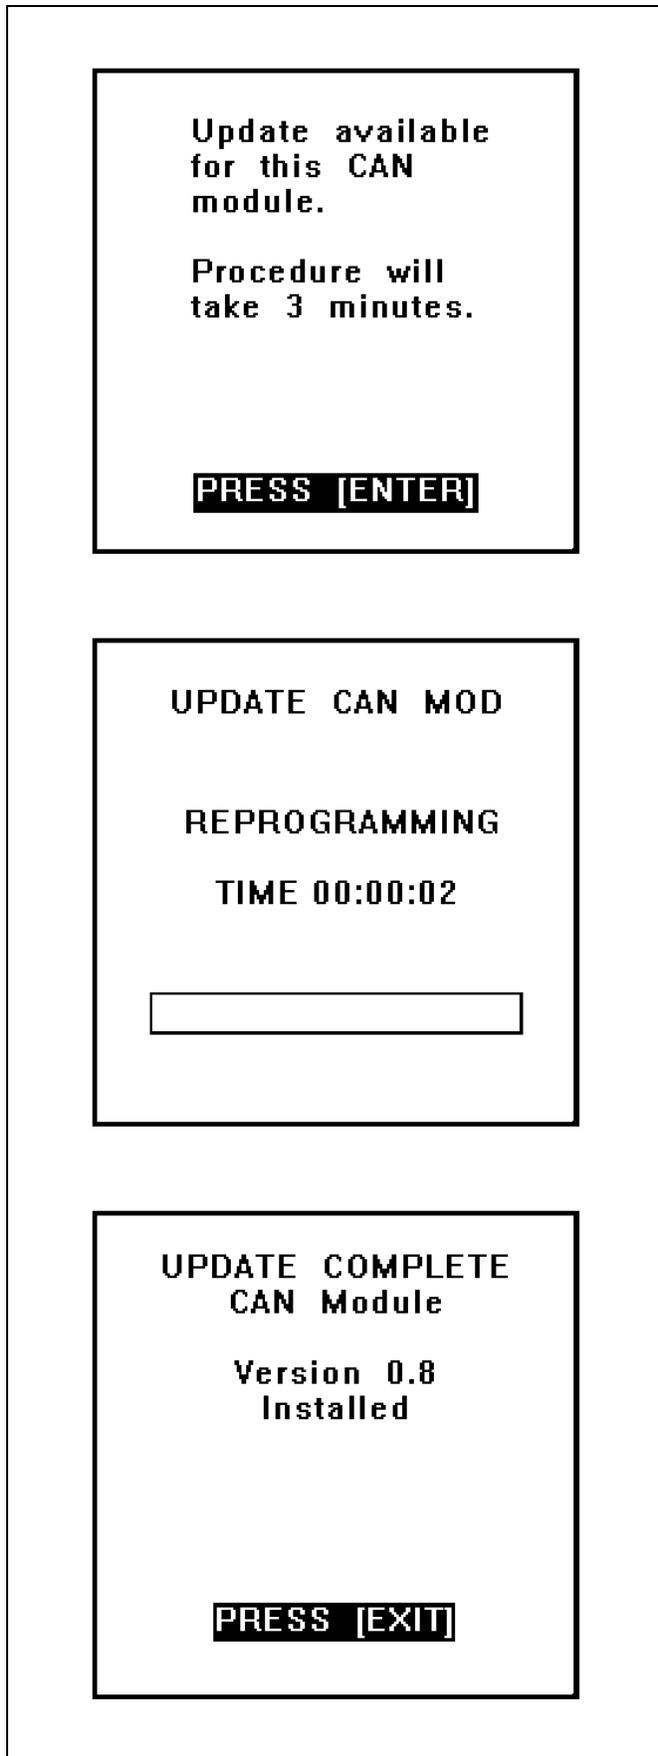 Update available
for this CAN
module.
Procedure will
take 3 minutes.
PRESS [ENTER]
UPDATE CAN MOD
REPROGRAMMING
TIME 00:00:02
UPDATE COMPLETE
CAN Module
Version 0.8
Installed
PRESS [EXIT]